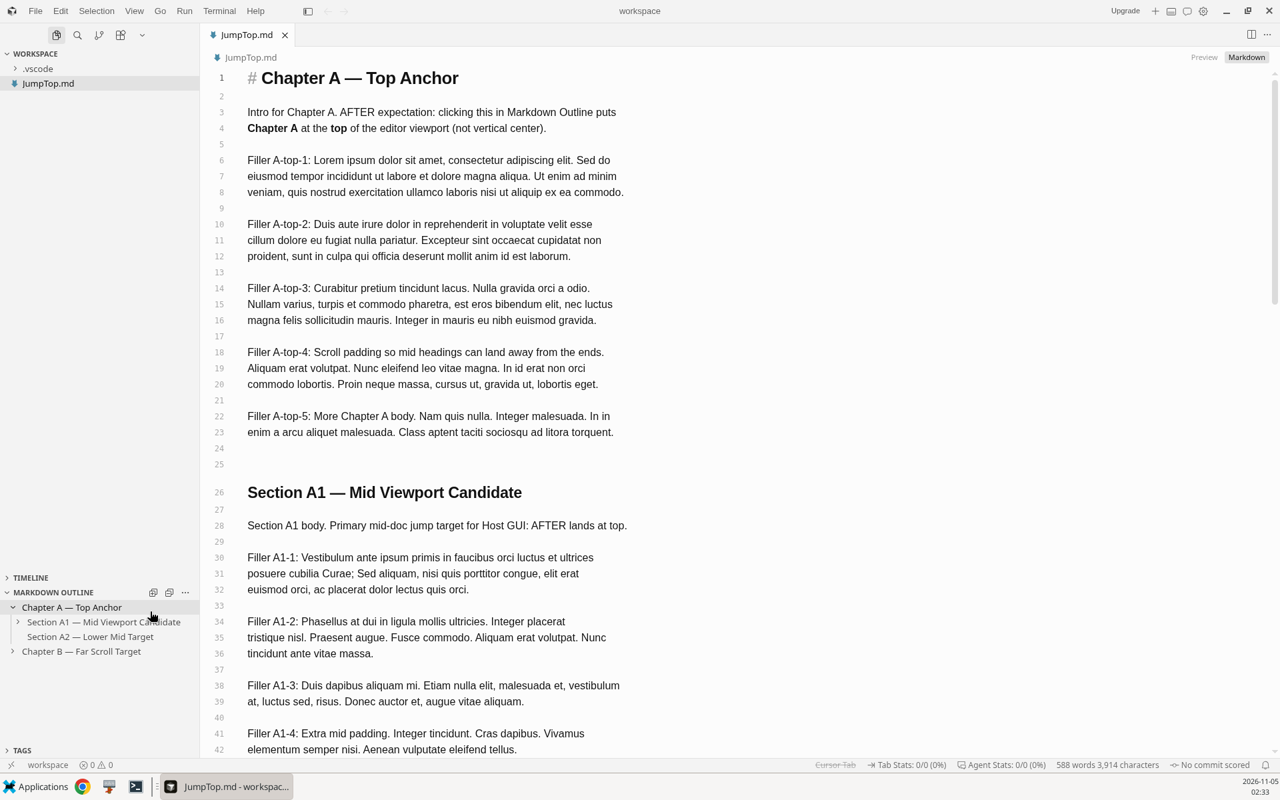 File Edit Selection View Go Run Terminal Help
workspace
Upgrade
WORKSPACE
.vscode
JumpTop.md
JumpTop.md
JumpTop.md
Preview Markdown
1 # Chapter A — Top Anchor
2
3 Intro for Chapter A. AFTER expectation: clicking this in Markdown Outline puts
4 Chapter A at the top of the editor viewport (not vertical center).
5
6 Filler A-top-1: Lorem ipsum dolor sit amet, consectetur adipiscing elit. Sed do
7 eiusmod tempor incididunt ut labore et dolore magna aliqua. Ut enim ad minim
8 veniam, quis nostrud exercitation ullamco laboris nisi ut aliquip ex ea commodo.
9
10 Filler A-top-2: Duis aute irure dolor in reprehenderit in voluptate velit esse
11 cillum dolore eu fugiat nulla pariatur. Excepteur sint occaecat cupidatat non
12 proident, sunt in culpa qui officia deserunt mollit anim id est laborum.
13
14 Filler A-top-3: Curabitur pretium tincidunt lacus. Nulla gravida orci a odio.
15 Nullam varius, turpis et commodo pharetra, est eros bibendum elit, nec luctus
16 magna felis sollicitudin mauris. Integer in mauris eu nibh euismod gravida.
17
18 Filler A-top-4: Scroll padding so mid headings can land away from the ends.
19 Aliquam erat volutpat. Nunc eleifend leo vitae magna. In id erat non orci
20 commodo lobortis. Proin neque massa, cursus ut, gravida ut, lobortis eget.
21
22 Filler A-top-5: More Chapter A body. Nam quis nulla. Integer malesuada. In in
23 enim a arcu aliquet malesuada. Class aptent taciti sociosqu ad litora torquent.
24
25
26 Section A1 — Mid Viewport Candidate
27
28 Section A1 body. Primary mid-doc jump target for Host GUI: AFTER lands at top.
29
30 Filler A1-1: Vestibulum ante ipsum primis in faucibus orci luctus et ultrices
31 posuere cubilia Curae; Sed aliquam, nisi quis porttitor congue, elit erat
32 euismod orci, ac placerat dolor lectus quis orci.
33
34 Filler A1-2: Phasellus at dui in ligula mollis ultricies. Integer placerat
35 tristique nisl. Praesent augue. Fusce commodo. Aliquam erat volutpat. Nunc
36 tincidunt ante vitae massa.
37
38 Filler A1-3: Duis dapibus aliquam mi. Etiam nulla elit, malesuada et, vestibulum
39 at, luctus sed, risus. Donec auctor et, augue vitae aliquam.
40
41 Filler A1-4: Extra mid padding. Integer tincidunt. Cras dapibus. Vivamus
42 elementum semper nisi. Aenean vulputate eleifend tellus.
TIMELINE
MARKDOWN OUTLINE
Chapter A — Top Anchor
Section A1 — Mid Viewport Candidate
Section A2 — Lower Mid Target
Chapter B — Far Scroll Target
TAGS
workspace 0 0 Cursor Tab Tab Stats: 0/0 (0%) Agent Stats: 0/0 (0%) 588 words 3,914 characters No commit scored
Applications JumpTop.md - workspac... 2026-11-05
02:33